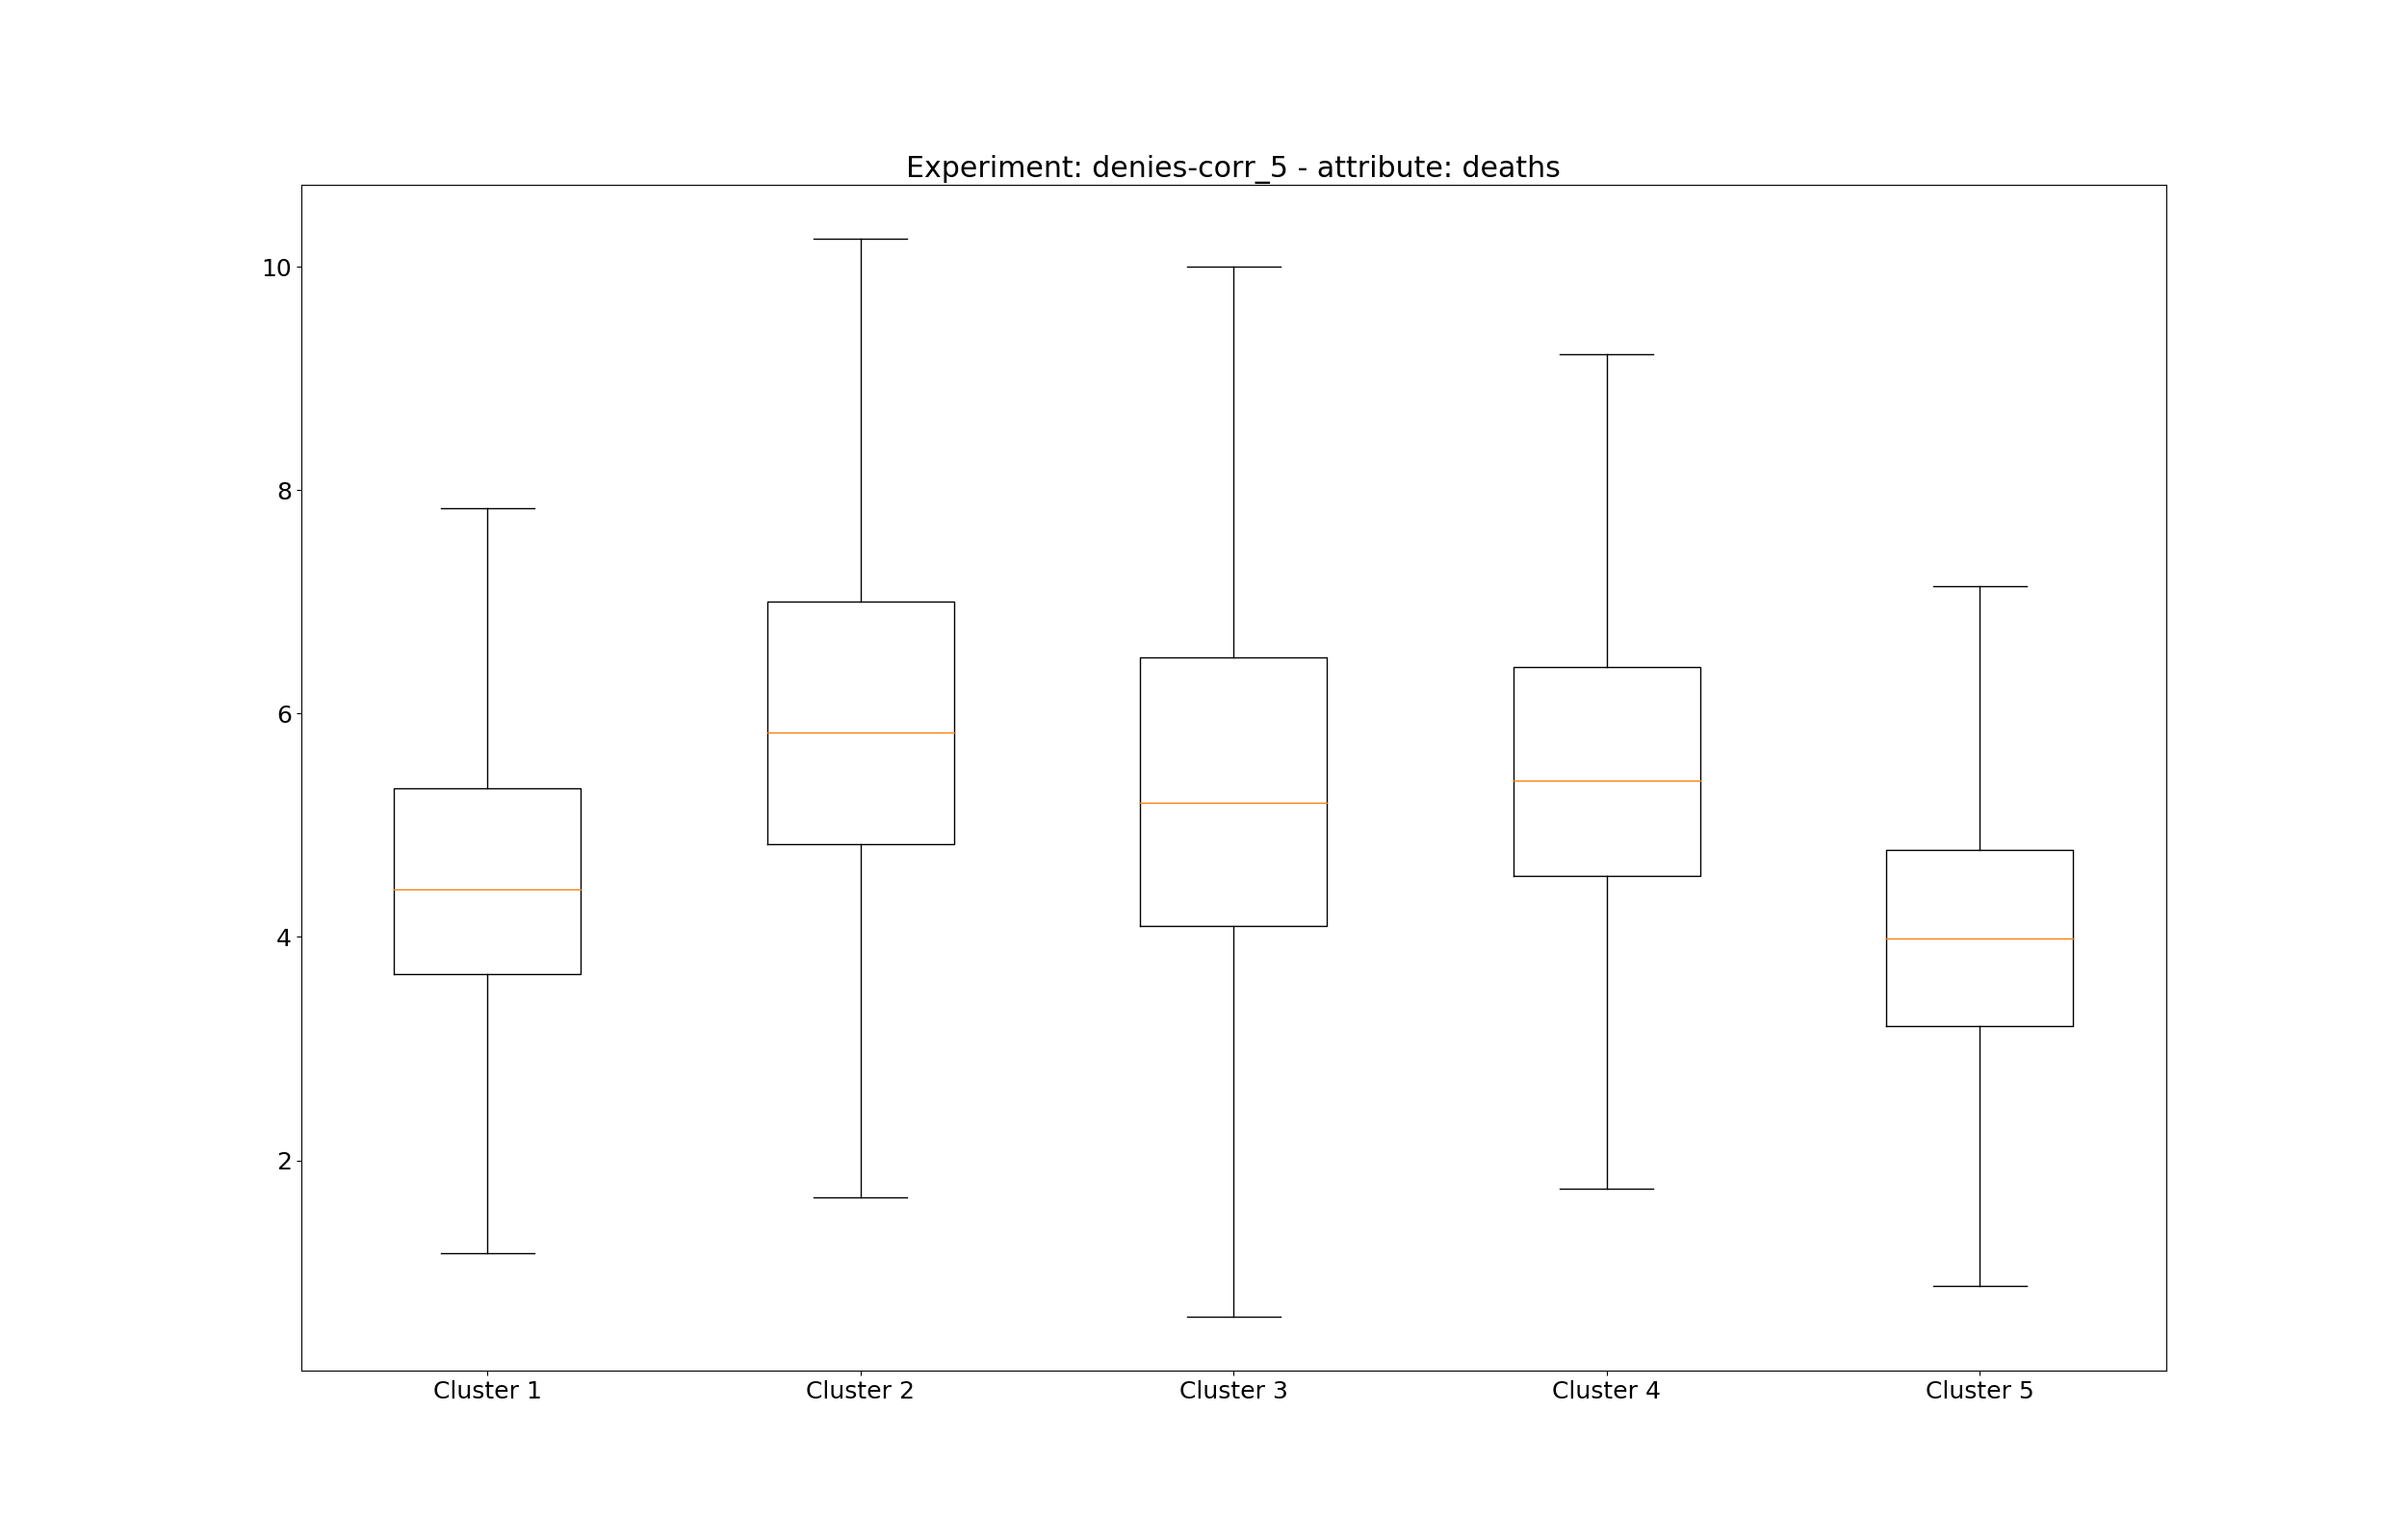 Experiment: denies-corr_5 - attribute: deaths
10
8
6
4
2
Cluster 1
Cluster 2
Cluster 3
Cluster 4
Cluster 5